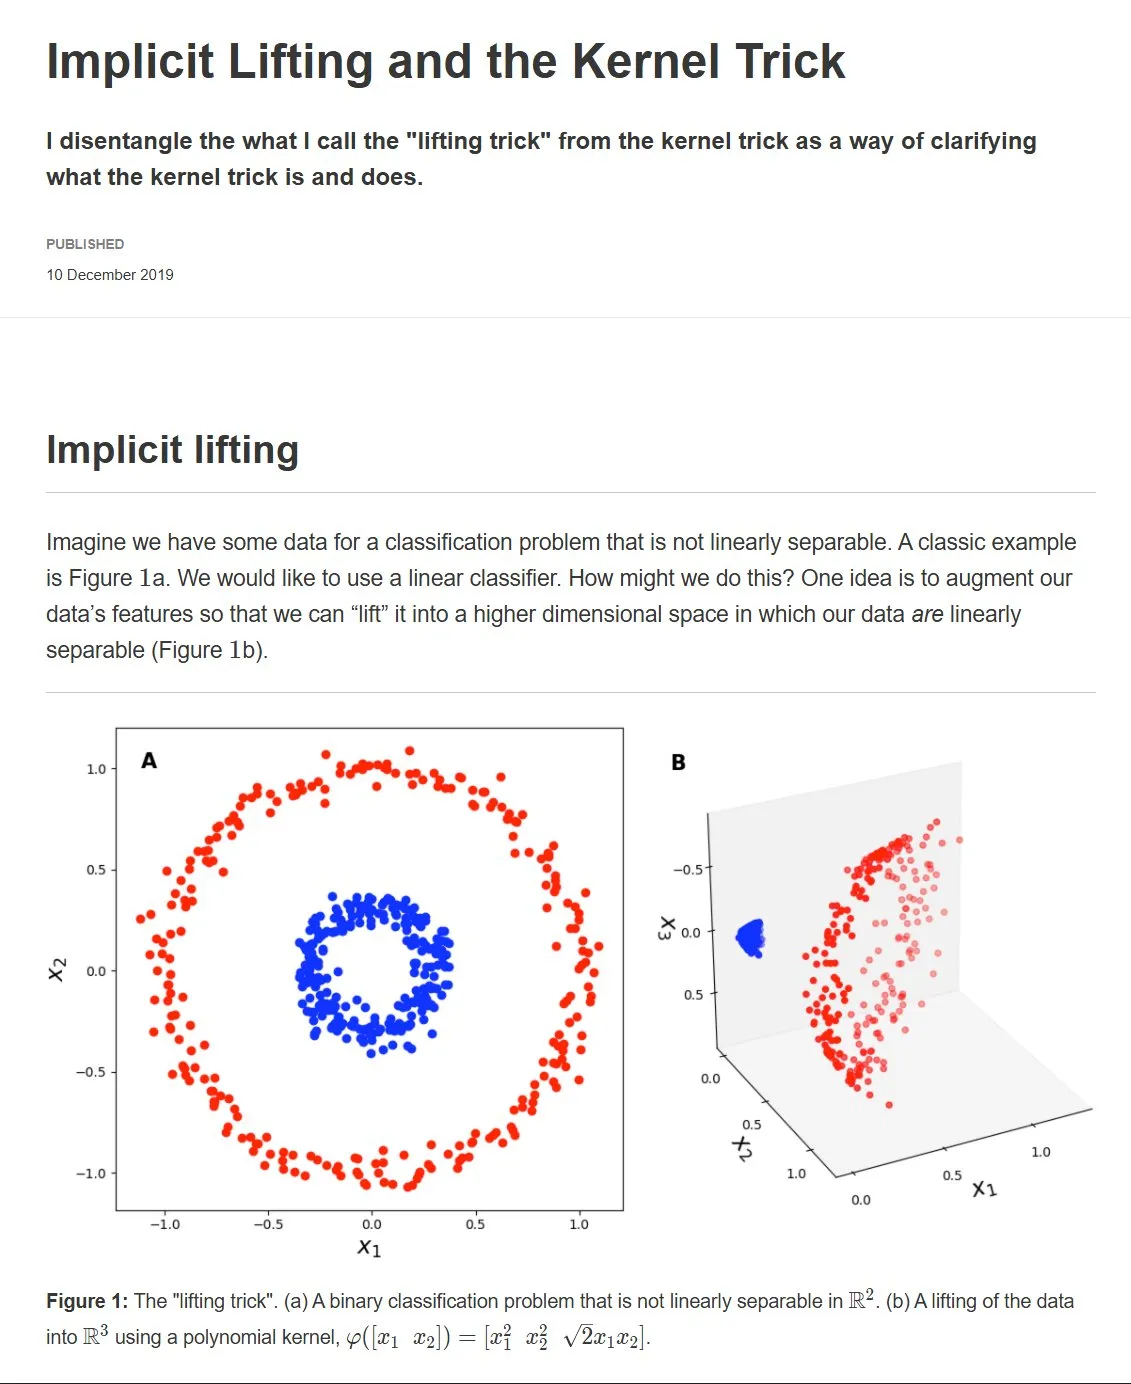 Implicit Lifting and the Kernel Trick
I disentangle the what I call the "lifting trick" from the kernel trick as a way of clarifying
what the kernel trick is and does.
PUBLISHED
10 December 2019
Implicit lifting
Imagine we have some data for a classification problem that is not linearly separable. A classic example
is Figure 1a. We would like to use a linear classifier. How might we do this? One idea is to augment our
data’s features so that we can “lift” it into a higher dimensional space in which our data are linearly
separable (Figure 1b).
A
1.0
0.5
0.0
−0.5
−1.0
x₂
−1.0 −0.5 0.0 0.5 1.0
x₁
B
−0.5
0.0
0.5
x₃
0.0
0.5
1.0
x₂
0.0
0.5
1.0
x₁
Figure 1: The "lifting trick". (a) A binary classification problem that is not linearly separable in ℝ². (b) A lifting of the data
into ℝ³ using a polynomial kernel, φ([x₁ x₂]) = [x₁² x₂² √2x₁x₂].